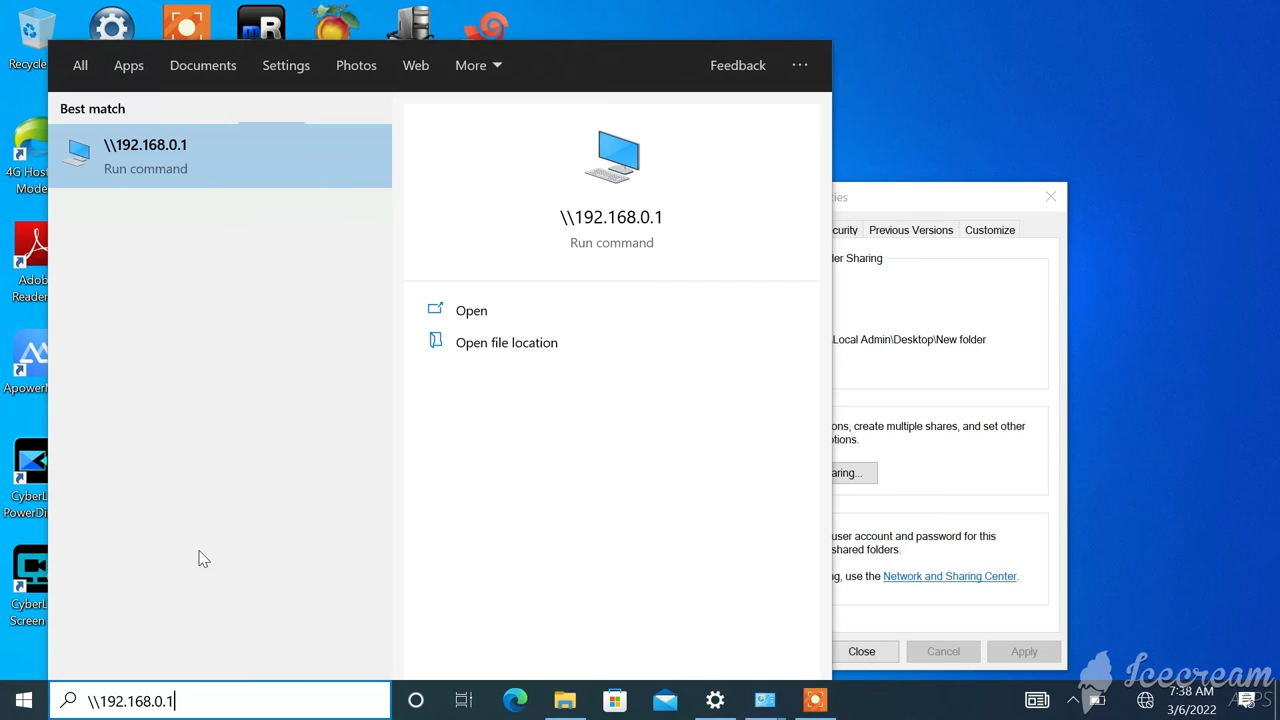 All
Apps
Documents
Settings
Photos
Web
More
Feedback
...
Best match
\\192.168.0.1
Run command
\\192.168.0.1
Run command
Open
Open file location
Recycle
4G Host
Mode
Adob
Reader
ApowerM
CyberL
PowerDi
CyberL
Screen
mR
ies
curity
Previous Versions
Customize
der Sharing
Local Admin\Desktop\New folder
ons, create multiple shares, and set other
otions.
aring...
user account and password for this
shared folders.
ng, use the Network and Sharing Center.
Close
Cancel
Apply
\\192.168.0.1
7:38 AM
3/6/2022
Icecream
APPS